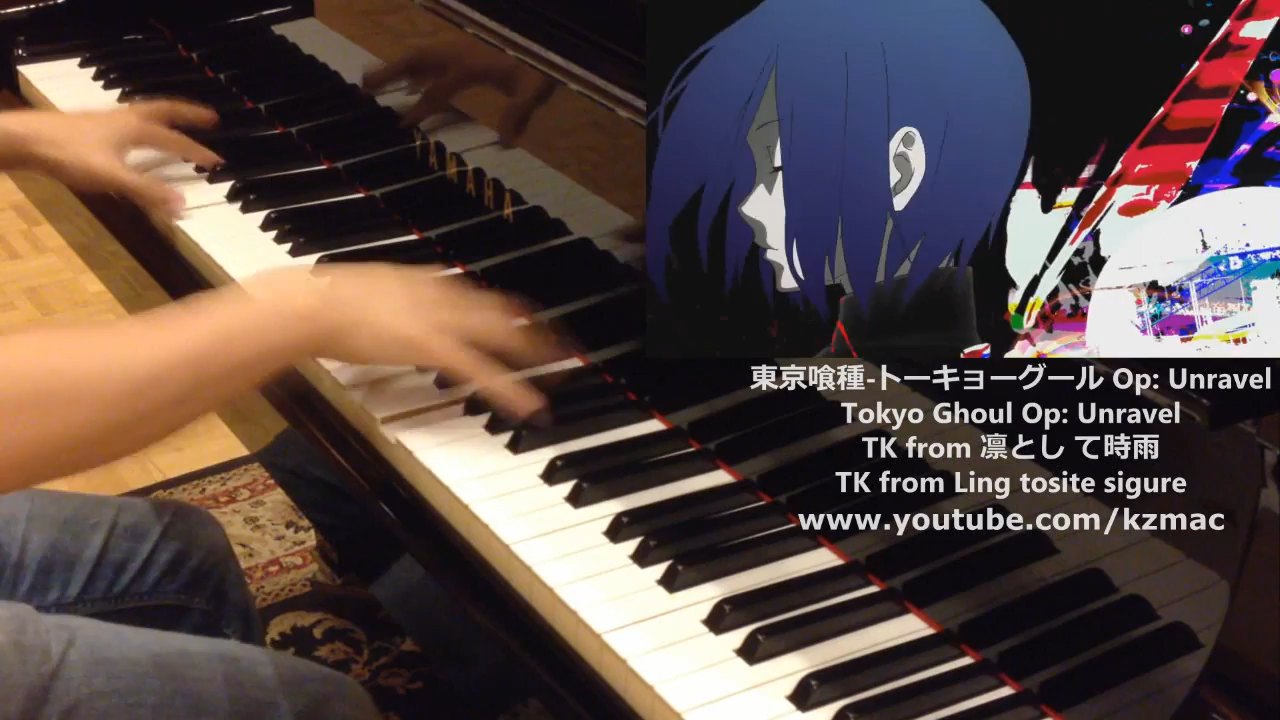 YAMAHA
東京喰種-トーキョーグール Op: Unravel
Tokyo Ghoul Op: Unravel
TK from 凛として時雨
TK from Ling tosite sigure
www.youtube.com/kzmac